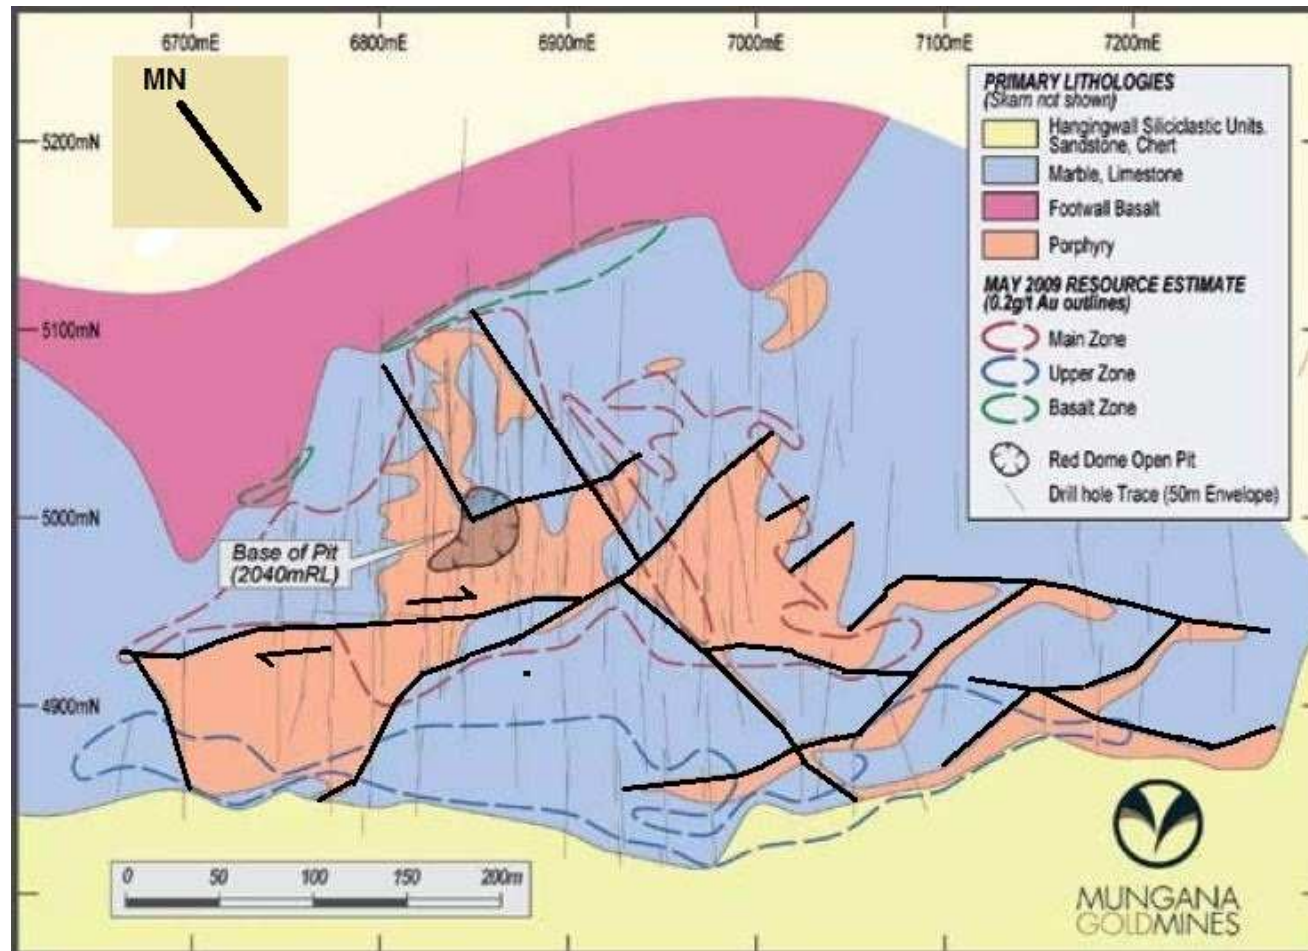 6700mE 6800mE 6900mE 7000mE 7100mE 7200mE
MN
5200mN
5100mN
5000mN
4900mN
PRIMARY LITHOLOGIES
(Skarn not shown)
Hangingwall Siliciclastic Units.
Sandstone, Chert
Marble, Limestone
Footwall Basalt
Porphyry
MAY 2009 RESOURCE ESTIMATE
(0.2g/t Au outlines)
Main Zone
Upper Zone
Basalt Zone
Red Dome Open Pit
Drill hole Trace (50m Envelope)
Base of Pit
(2040mRL)
0 50 100 150 200m
MUNGANA
GOLDMINES